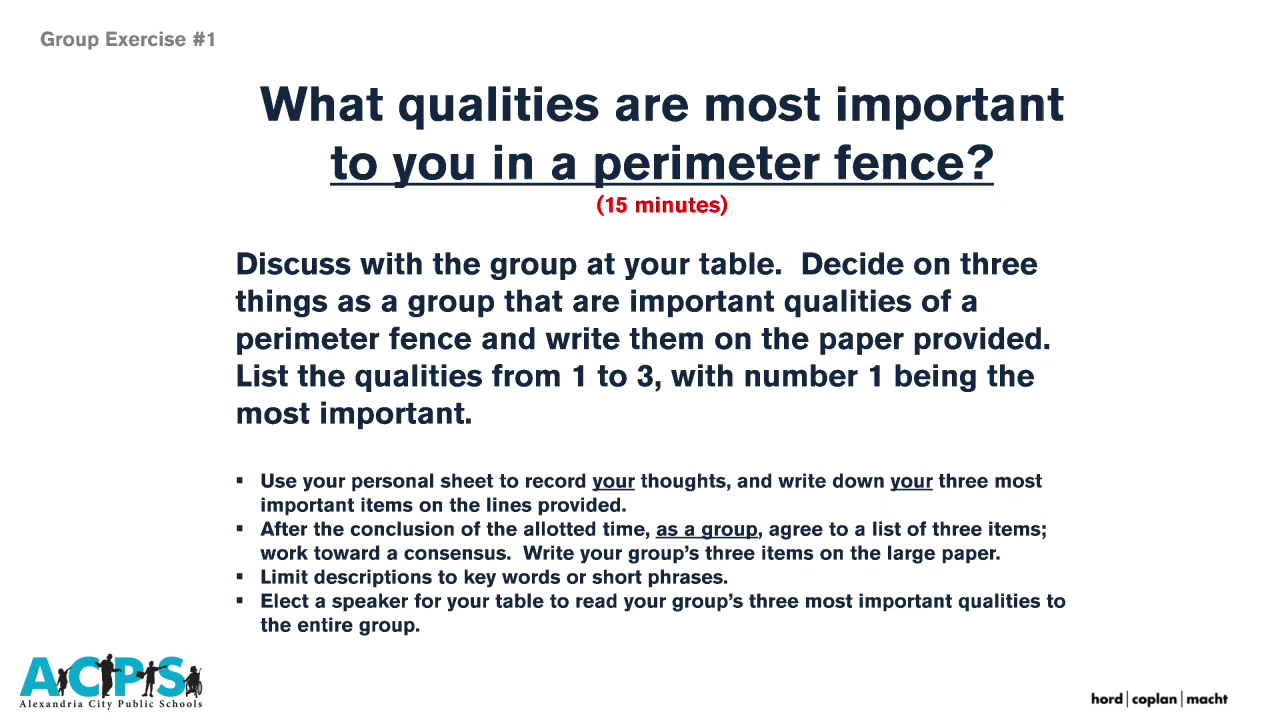 Group Exercise #1
What qualities are most important
to you in a perimeter fence?
(15 minutes)
Discuss with the group at your table.  Decide on three
things as a group that are important qualities of a
perimeter fence and write them on the paper provided.
List the qualities from 1 to 3, with number 1 being the
most important.
▪ Use your personal sheet to record your thoughts, and write down your three most
important items on the lines provided.
▪ After the conclusion of the allotted time, as a group, agree to a list of three items;
work toward a consensus.  Write your group’s three items on the large paper.
▪ Limit descriptions to key words or short phrases.
▪ Elect a speaker for your table to read your group’s three most important qualities to
the entire group.
ACPS
Alexandria City Public Schools
hord | coplan | macht